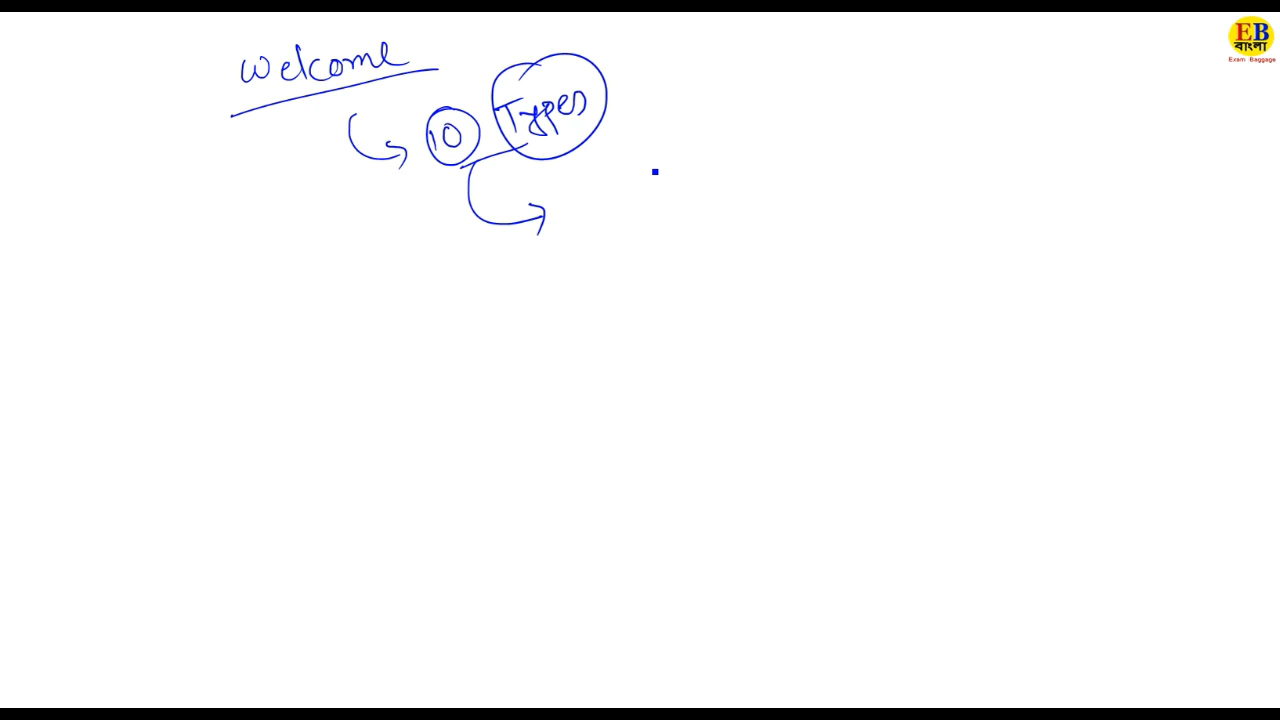 Welcome
10 Types
EB
বাংলা
Exam Baggage